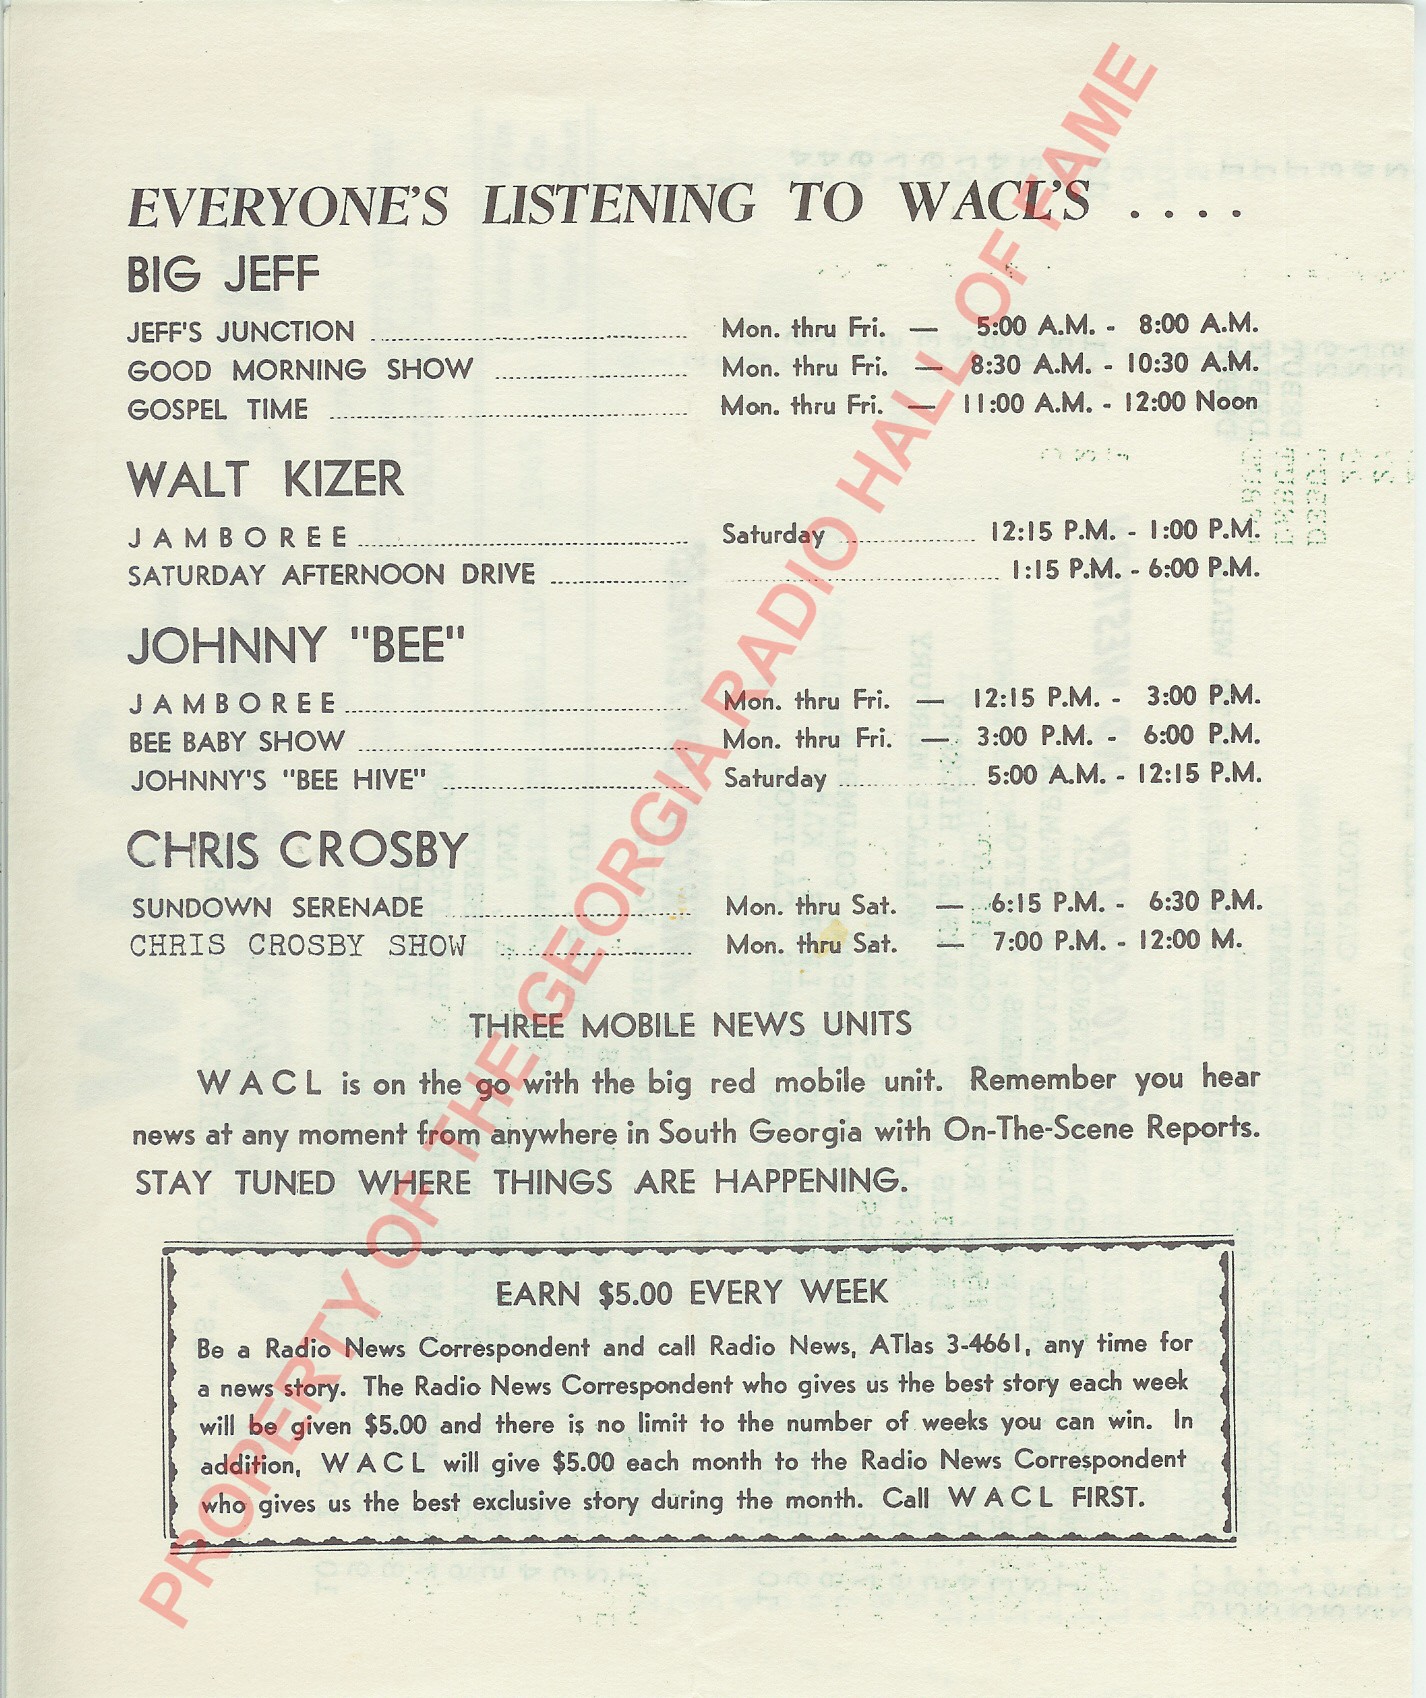 EVERYONE'S LISTENING TO WACL'S . . . .
BIG JEFF
JEFF'S JUNCTION Mon. thru Fri. — 5:00 A.M. - 8:00 A.M.
GOOD MORNING SHOW Mon. thru Fri. — 8:30 A.M. - 10:30 A.M.
GOSPEL TIME Mon. thru Fri. — 11:00 A.M. - 12:00 Noon
WALT KIZER
JAMBOREE Saturday 12:15 P.M. - 1:00 P.M.
SATURDAY AFTERNOON DRIVE 1:15 P.M. - 6:00 P.M.
JOHNNY "BEE"
JAMBOREE Mon. thru Fri. — 12:15 P.M. - 3:00 P.M.
BEE BABY SHOW Mon. thru Fri. — 3:00 P.M. - 6:00 P.M.
JOHNNY'S "BEE HIVE" Saturday 5:00 A.M. - 12:15 P.M.
CHRIS CROSBY
SUNDOWN SERENADE Mon. thru Sat. — 6:15 P.M. - 6:30 P.M.
CHRIS CROSBY SHOW Mon. thru Sat. — 7:00 P.M. - 12:00 M.
THREE MOBILE NEWS UNITS
WACL is on the go with the big red mobile unit. Remember you hear
news at any moment from anywhere in South Georgia with On-The-Scene Reports.
STAY TUNED WHERE THINGS ARE HAPPENING.
EARN $5.00 EVERY WEEK
Be a Radio News Correspondent and call Radio News, ATlas 3-4661, any time for
a news story. The Radio News Correspondent who gives us the best story each week
will be given $5.00 and there is no limit to the number of weeks you can win. In
addition, WACL will give $5.00 each month to the Radio News Correspondent
who gives us the best exclusive story during the month. Call WACL FIRST.
PROPERTY OF THE GEORGIA RADIO HALL OF FAME